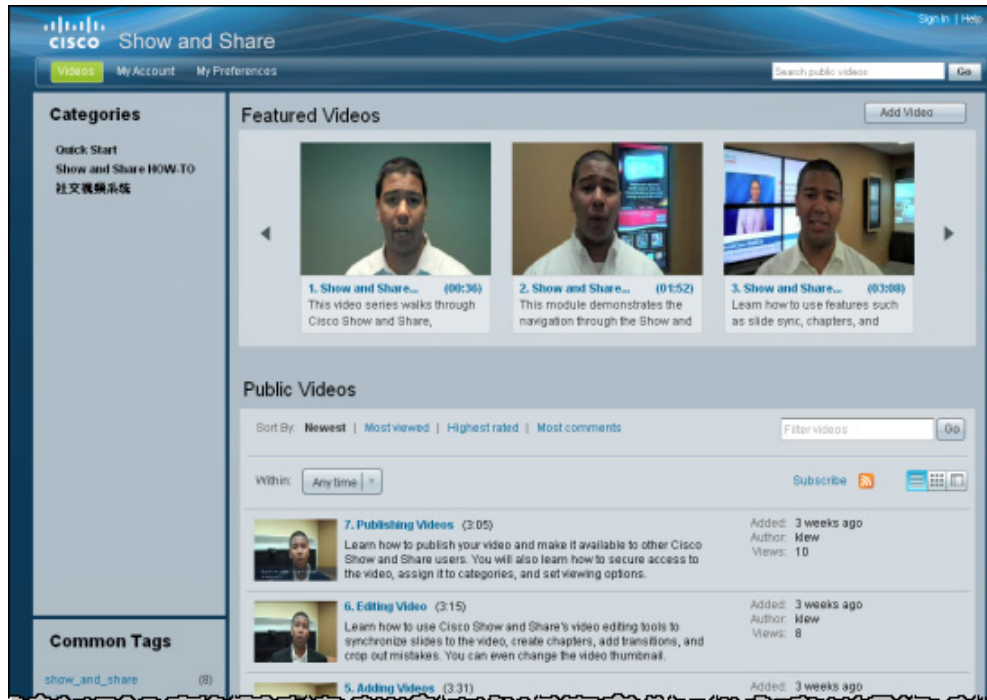 Sign In | Help
CISCO Show and Share
Videos My Account My Preferences
Search public videos Go
Categories
Quick Start
Show and Share HOW-TO
社交视频系统
Featured Videos
Add Video
1. Show and Share... (00:36)
This video series walks through
Cisco Show and Share,
2. Show and Share... (01:52)
This module demonstrates the
navigation through the Show and
3. Show and Share... (03:08)
Learn how to use features such
as slide sync, chapters, and
Public Videos
Sort By: Newest | Most viewed | Highest rated | Most comments
Filter videos Go
Within: Any time
Subscribe
7. Publishing Videos (3:05)
Learn how to publish your video and make it available to other Cisco
Show and Share users. You will also learn how to secure access to
the video, assign it to categories, and set viewing options.
Added: 3 weeks ago
Author: klew
Views: 10
6. Editing Video (3:15)
Learn how to use Cisco Show and Share's video editing tools to
synchronize slides to the video, create chapters, add transitions, and
crop out mistakes. You can even change the video thumbnail.
Added: 3 weeks ago
Author: klew
Views: 8
Common Tags
show_and_share (8)
5. Adding Videos (3:31)
Added: 3 weeks ago